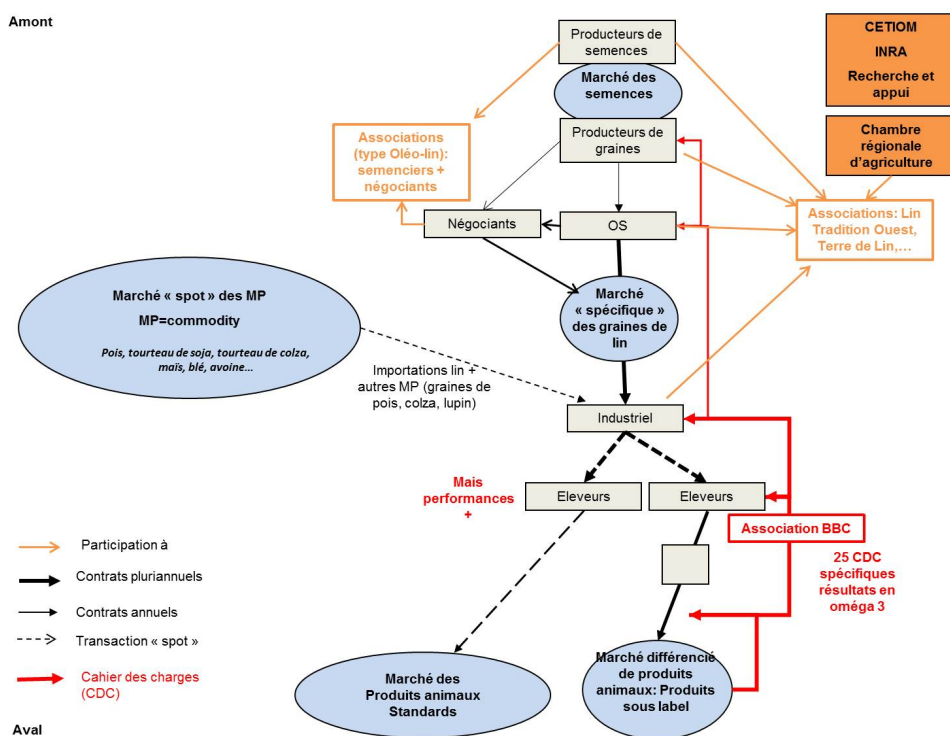 Amont
Producteurs de
semences
CETIOM
INRA
Recherche et
appui
Marché des
semences
Associations
(type Oléo-lin):
semenciers +
négociants
Producteurs de
graines
Chambre
régionale
d'agriculture
Négociants
OS
Associations: Lin
Tradition Ouest,
Terre de Lin,…
Marché « spot » des MP
MP=commodity
Pois, tourteau de soja, tourteau de colza,
maïs, blé, avoine…
Marché
« spécifique »
des graines de
lin
Importations lin +
autres MP (graines de
pois, colza, lupin)
Industriel
Mais
performances
+
Eleveurs
Eleveurs
Association BBC
25 CDC
spécifiques
résultats en
oméga 3
Participation à
Contrats pluriannuels
Contrats annuels
Transaction « spot »
Cahier des charges
(CDC)
Marché des
Produits animaux
Standards
Marché différencié
de produits
animaux: Produits
sous label
Aval